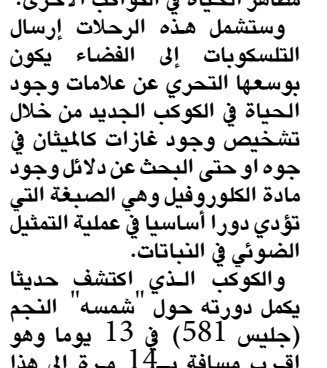 مظاهر الحياة في الكواكب الأخرى.
وستشمل هذه الرحلات إرسال
التلسكوبات إلى الفضاء يكون
بوسعها التحري عن علامات وجود
الحياة في الكوكب الجديد من خلال
تشخيص وجود غازات كالميثان في
جوه او حتى البحث عن دلائل وجود
مادة الكلوروفيل وهي الصبغة التي
تؤدي دورا أساسيا في عملية التمثيل
الضوئي في النباتات.
والكوكب الـذي اكتشف حديثا
يكمل دورته حول "شمسه" النجم
(جليس 581) في 13 يوما وهو
اقرب مسافة بـ14 مرة الى هذا